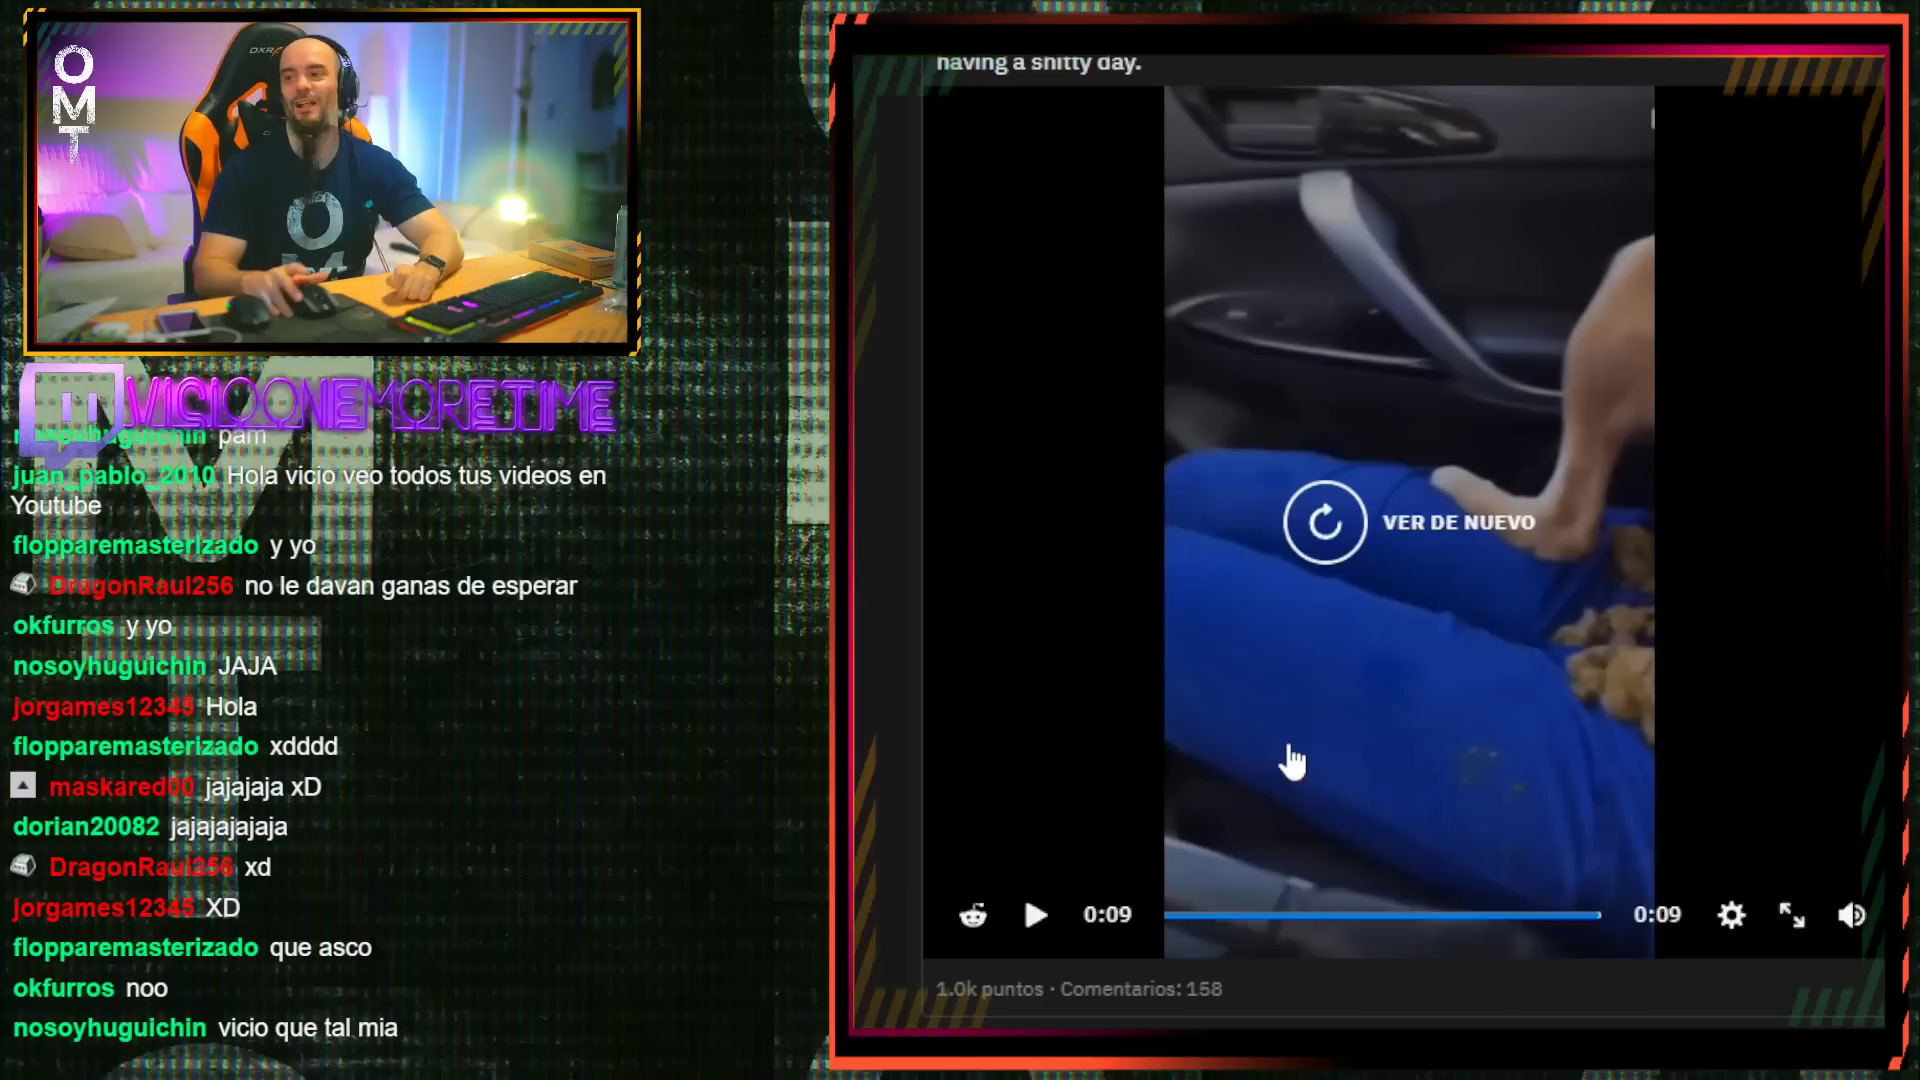 OMT
DXR
O
M
VICIOONEMORETIME
nosoyhuguichin pam
juan_pablo_2010 Hola vicio veo todos tus videos en
Youtube
flopparemasterizado y yo
DragonRaul256 no le davan ganas de esperar
okfurros y yo
nosoyhuguichin JAJA
jorgames12345 Hola
flopparemasterizado xdddd
maskared00 jajajaja xD
dorian20082 jajajajajaja
DragonRaul256 xd
jorgames12345 XD
flopparemasterizado que asco
okfurros noo
nosoyhuguichin vicio que tal mia
having a shitty day.
VER DE NUEVO
0:09
0:09
1.0k puntos · Comentarios: 158